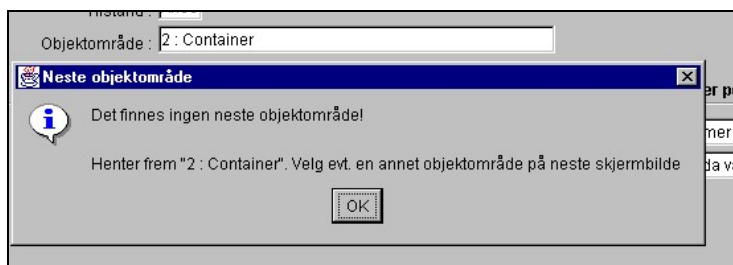 Objektområde : 2 : Container
Neste objektområde
Det finnes ingen neste objektområde!
Henter frem "2 : Container". Velg evt. en annet objektområde på neste skjermbilde
OK